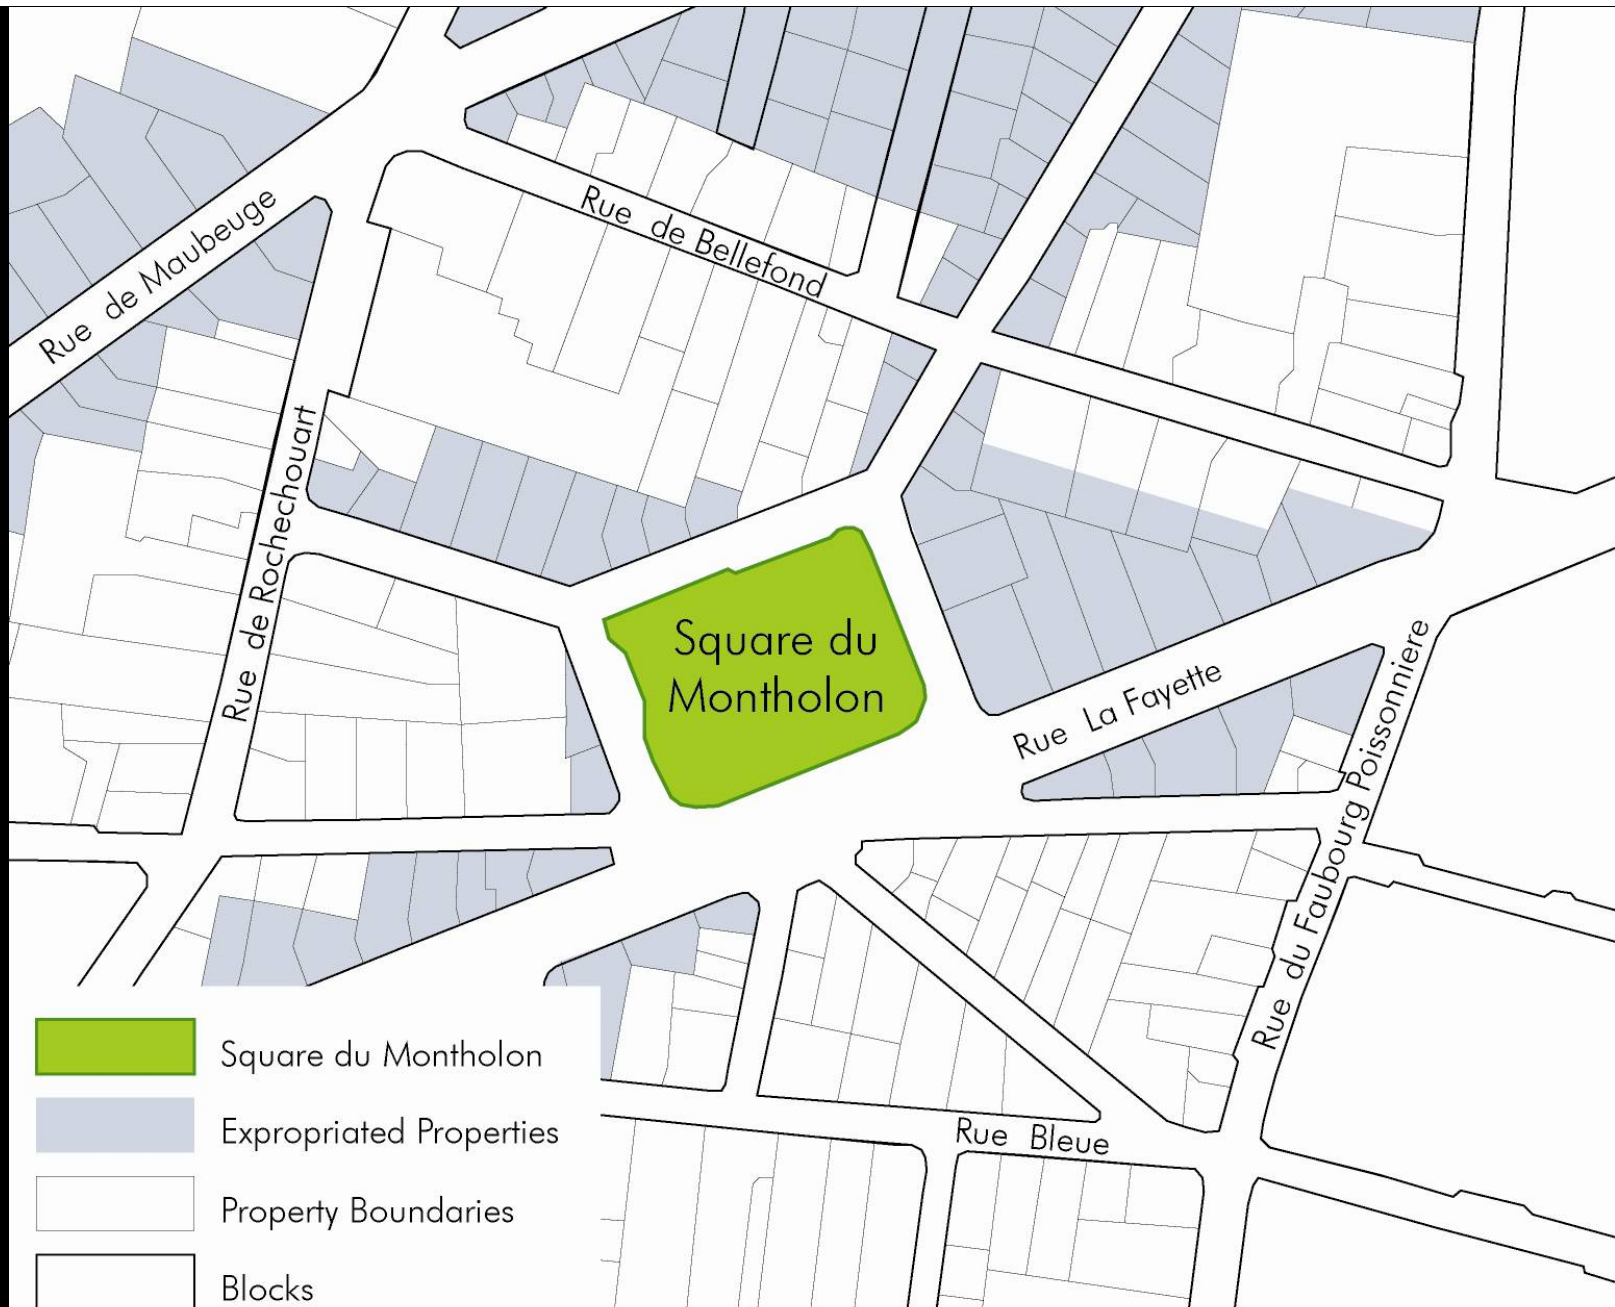 Rue de Maubeuge
Rue de Bellefond
Rue de Rochechouart
Square du
Montholon
Rue La Fayette
Rue du Faubourg Poissonniere
Rue Bleue
Square du Montholon
Expropriated Properties
Property Boundaries
Blocks